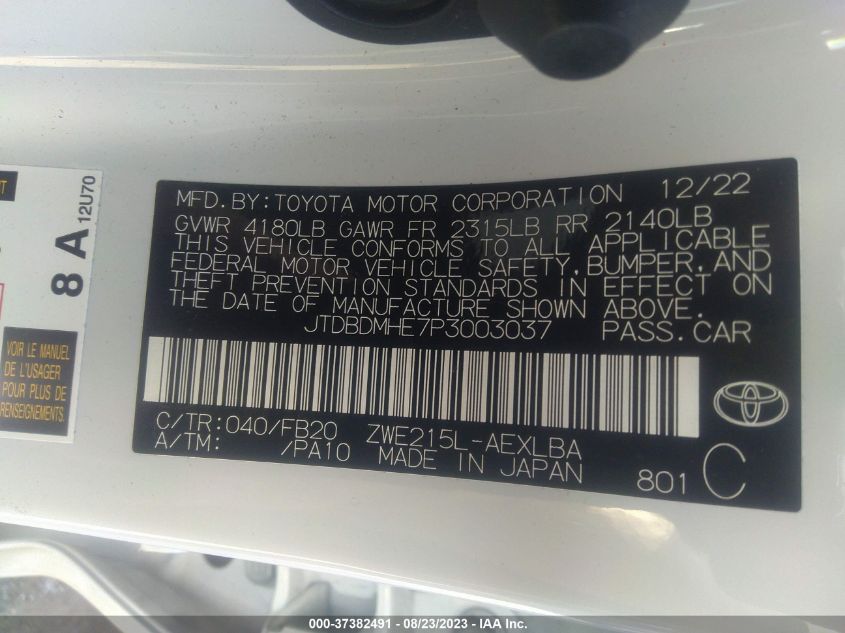 MFD. BY: TOYOTA MOTOR CORPORATION 12/22
GVWR 4180LB GAWR FR 2315LB RR 2140LB
THIS VEHICLE CONFORMS TO ALL APPLICABLE
FEDERAL MOTOR VEHICLE SAFETY, BUMPER, AND
THEFT PREVENTION STANDARDS IN EFFECT ON
THE DATE OF MANUFACTURE SHOWN ABOVE.
JTDBDMHE7P3003037 PASS. CAR
C/TR: 040/FB20 ZWE215L-AEXLBA
A/TM: /PA10 MADE IN JAPAN
801 C
8 A
12U70
VOIR LE MANUEL
DE L'USAGER
POUR PLUS DE
RENSEIGNEMENTS.
000-37382491 - 08/23/2023 - IAA Inc.